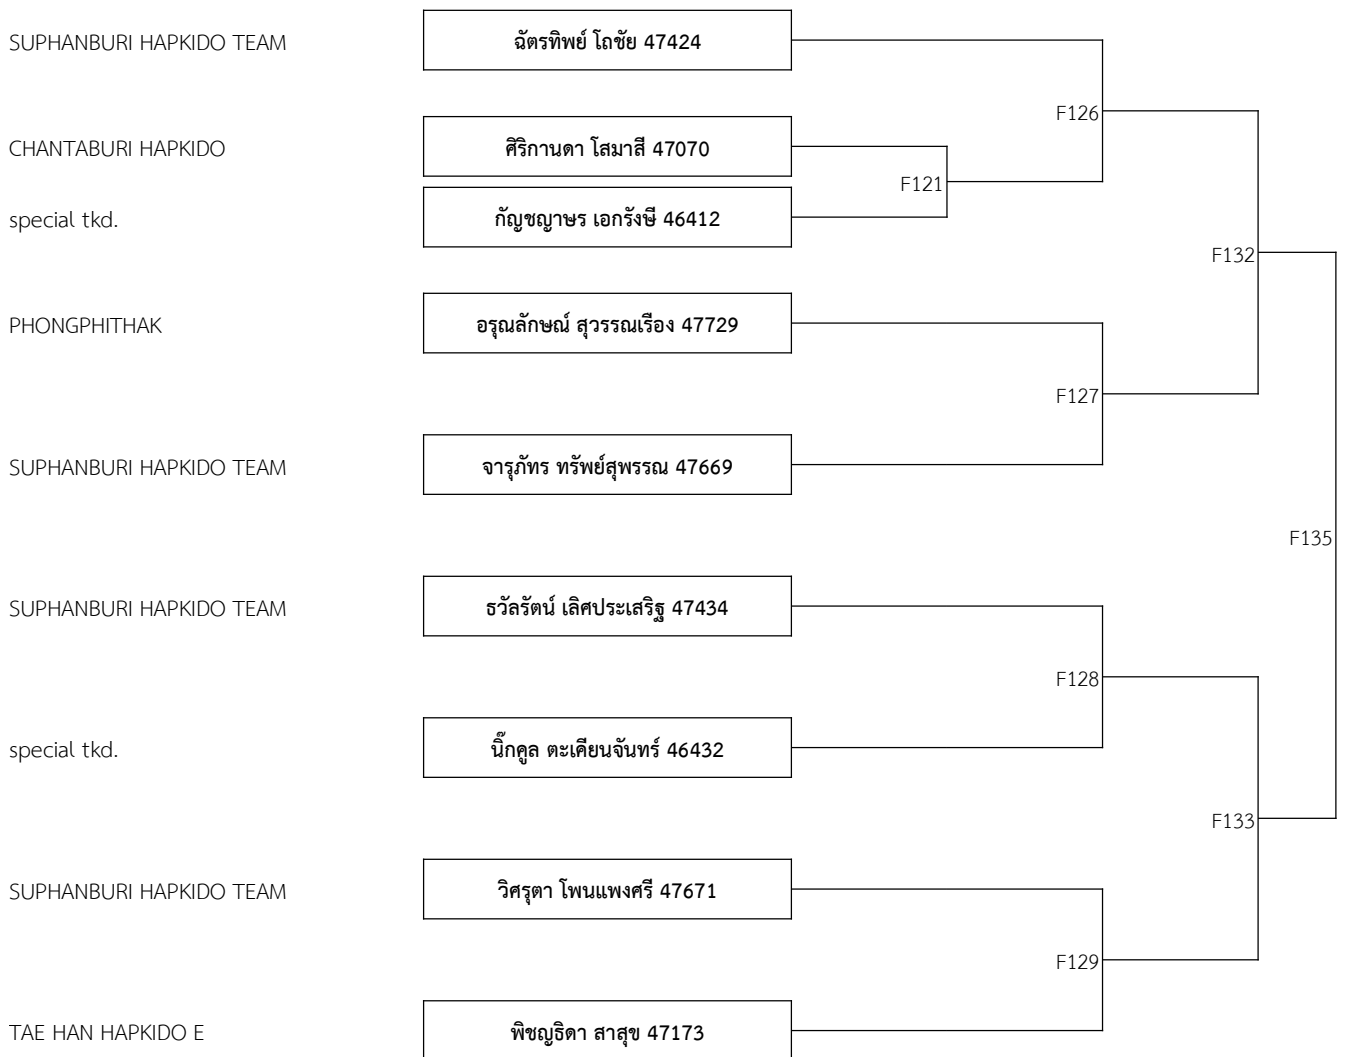 SUPHANBURI HAPKIDO TEAM
ฉัตรทิพย์ โถชัย 47424
F126
CHANTABURI HAPKIDO
ศิริกานดา โสมาสี 47070
F121
special tkd.
กัญชญาษร เอกรังษี 46412
F132
PHONGPHITHAK
อรุณลักษณ์ สุวรรณเรือง 47729
F127
SUPHANBURI HAPKIDO TEAM
จารุภัทร ทรัพย์สุพรรณ 47669
F135
SUPHANBURI HAPKIDO TEAM
ธวัลรัตน์ เลิศประเสริฐ 47434
F128
special tkd.
นิ๊กคูล ตะเคียนจันทร์ 46432
F133
SUPHANBURI HAPKIDO TEAM
วิศรุตา โพนแพงศรี 47671
F129
TAE HAN HAPKIDO E
พิชญธิดา สาสุข 47173